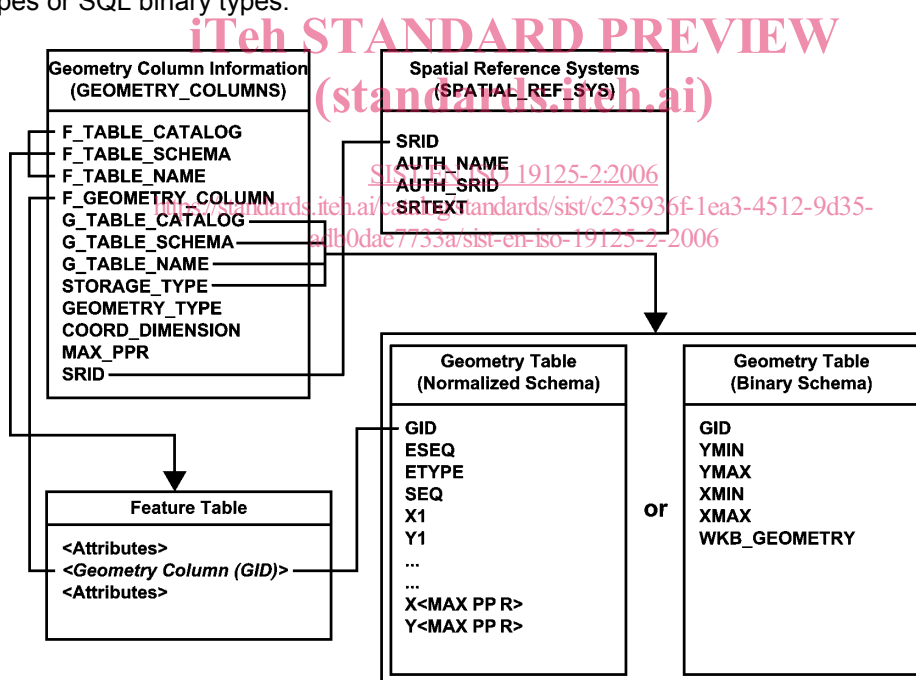 pes or SQL binary types.
iTeh STANDARD PREVIEW
(standards.iteh.ai)
SIST EN ISO 19125-2:2006
https://standards.iteh.ai/catalog/standards/sist/c235936f-1ea3-4512-9d35-
adb0dae7733a/sist-en-iso-19125-2-2006
Geometry Column Information
(GEOMETRY_COLUMNS)
F_TABLE_CATALOG
F_TABLE_SCHEMA
F_TABLE_NAME
F_GEOMETRY_COLUMN
G_TABLE_CATALOG
G_TABLE_SCHEMA
G_TABLE_NAME
STORAGE_TYPE
GEOMETRY_TYPE
COORD_DIMENSION
MAX_PPR
SRID
Spatial Reference Systems
(SPATIAL_REF_SYS)
SRID
AUTH_NAME
AUTH_SRID
SRTEXT
Feature Table
<Attributes>
<Geometry Column (GID)>
<Attributes>
Geometry Table
(Normalized Schema)
GID
ESEQ
ETYPE
SEQ
X1
Y1
...
...
X<MAX PP R>
Y<MAX PP R>
or
Geometry Table
(Binary Schema)
GID
YMIN
YMAX
XMIN
XMAX
WKB_GEOMETRY